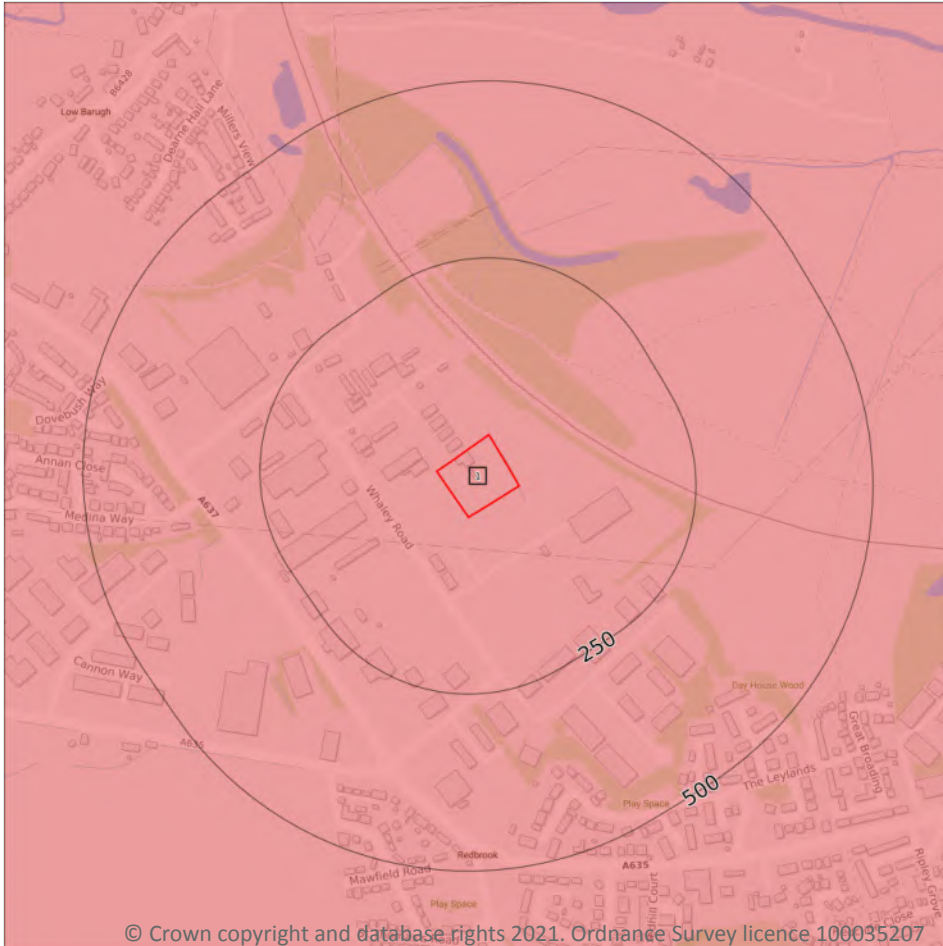 Low Barugh
B6428
Dearne Hall Lane
Millers View
Dovebush Way
Annan Close
Medina Way
A637
Whaley Road
1
250
Cannon Way
A635
Day House Wood
Great Broading
The Leylands
500
Play Space
Redbrook
A635
Mawfield Road
Ripley Grove
Play Space
Close
© Crown copyright and database rights 2021. Ordnance Survey licence 100035207